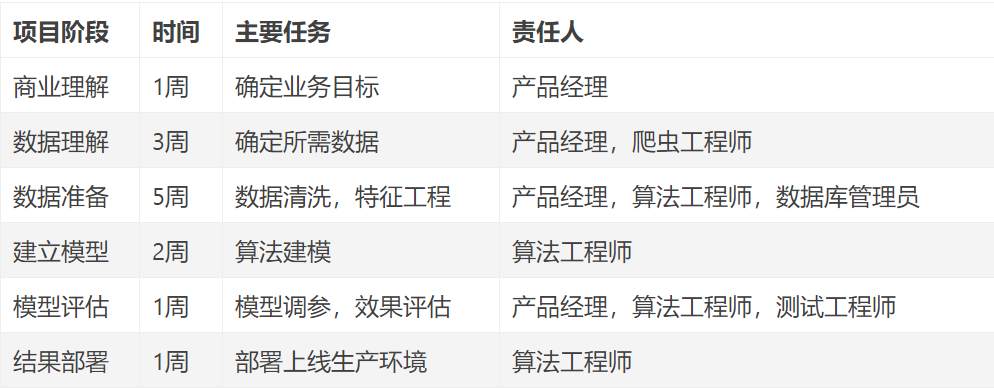 项目阶段 时间 主要任务 责任人
商业理解 1周 确定业务目标 产品经理
数据理解 3周 确定所需数据 产品经理，爬虫工程师
数据准备 5周 数据清洗，特征工程 产品经理，算法工程师，数据库管理员
建立模型 2周 算法建模 算法工程师
模型评估 1周 模型调参，效果评估 产品经理，算法工程师，测试工程师
结果部署 1周 部署上线生产环境 算法工程师